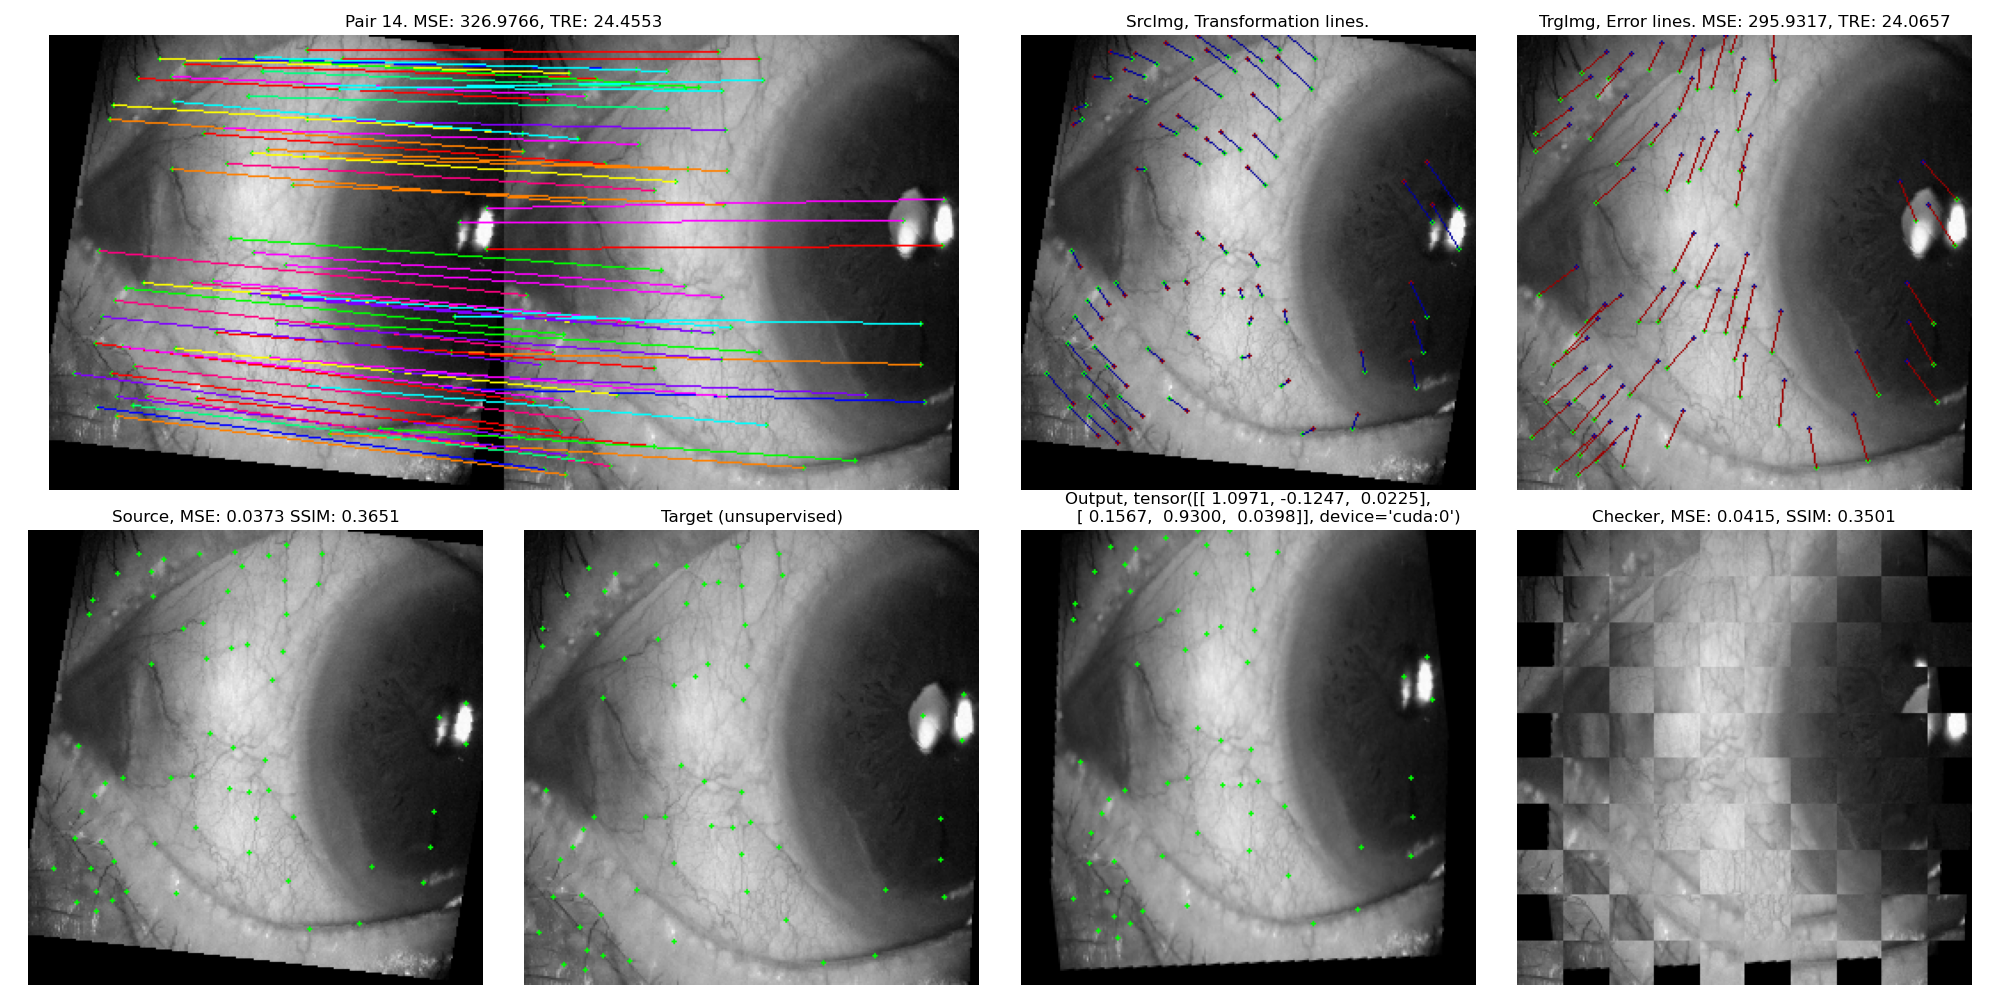 Pair 14. MSE: 326.9766, TRE: 24.4553
SrcImg, Transformation lines.
TrgImg, Error lines. MSE: 295.9317, TRE: 24.0657
Source, MSE: 0.0373 SSIM: 0.3651
Target (unsupervised)
Output, tensor([[ 1.0971, -0.1247,  0.0225],
[ 0.1567,  0.9300,  0.0398]], device='cuda:0')
Checker, MSE: 0.0415, SSIM: 0.3501